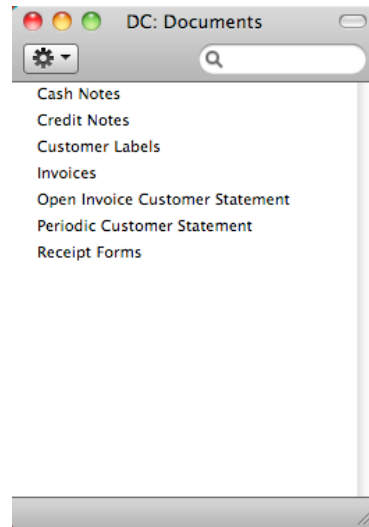 DC: Documents
Cash Notes
Credit Notes
Customer Labels
Invoices
Open Invoice Customer Statement
Periodic Customer Statement
Receipt Forms